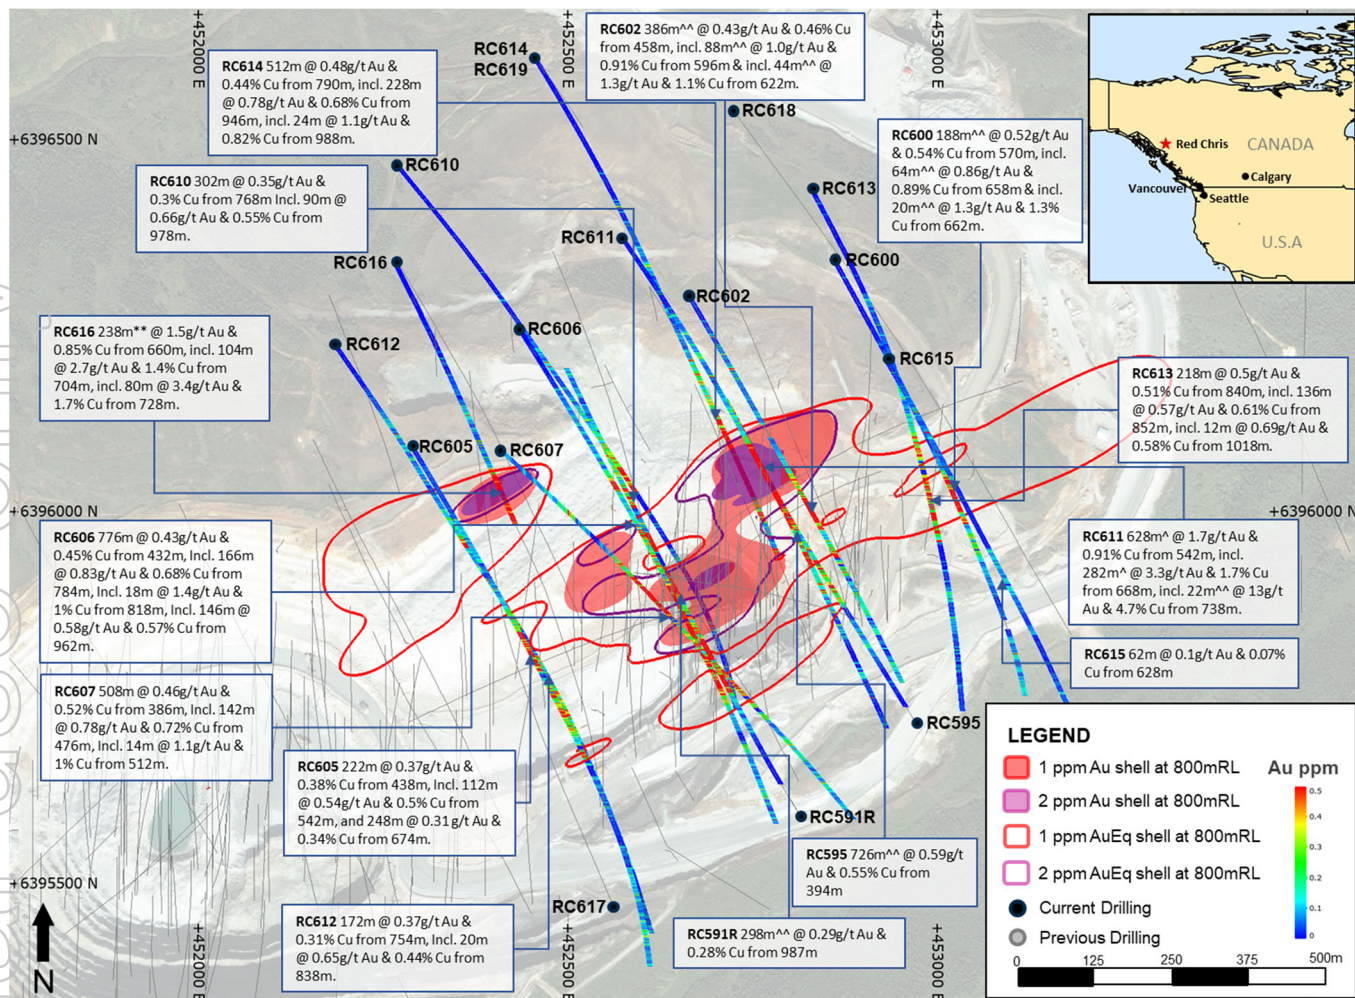 +452000 E
+452500 E
+453000 E
RC614
RC619
RC602 386m^^ @ 0.43g/t Au & 0.46% Cu
from 458m, incl. 88m^^ @ 1.0g/t Au &
0.91% Cu from 596m & incl. 44m^^ @
1.3g/t Au & 1.1% Cu from 622m.
RC614 512m @ 0.48g/t Au &
0.44% Cu from 790m, incl. 228m
@ 0.78g/t Au & 0.68% Cu from
946m, incl. 24m @ 1.1g/t Au &
0.82% Cu from 988m.
RC618
+6396500 N
RC600 188m^^ @ 0.52g/t Au
& 0.54% Cu from 570m, incl.
64m^^ @ 0.86g/t Au &
0.89% Cu from 658m & incl.
20m^^ @ 1.3g/t Au & 1.3%
Cu from 662m.
Red Chris
CANADA
Calgary
Vancouver
Seattle
U.S.A
RC610
RC610 302m @ 0.35g/t Au &
0.3% Cu from 768m Incl. 90m @
0.66g/t Au & 0.55% Cu from
978m.
RC613
RC611
RC616
RC600
RC602
RC606
RC612
RC615
RC616 238m** @ 1.5g/t Au &
0.85% Cu from 660m, incl. 104m
@ 2.7g/t Au & 1.4% Cu from
704m, incl. 80m @ 3.4g/t Au &
1.7% Cu from 728m.
RC613 218m @ 0.5g/t Au &
0.51% Cu from 840m, incl. 136m
@ 0.57g/t Au & 0.61% Cu from
852m, incl. 12m @ 0.69g/t Au &
0.58% Cu from 1018m.
RC605
RC607
+6396000 N
+6396000 N
RC606 776m @ 0.43g/t Au &
0.45% Cu from 432m, Incl. 166m
@ 0.83g/t Au & 0.68% Cu from
784m, Incl. 18m @ 1.4g/t Au &
1% Cu from 818m, Incl. 146m @
0.58g/t Au & 0.57% Cu from
962m.
RC611 628m^ @ 1.7g/t Au &
0.91% Cu from 542m, incl.
282m^ @ 3.3g/t Au & 1.7% Cu
from 668m, incl. 22m^^ @ 13g/t
Au & 4.7% Cu from 738m.
RC615 62m @ 0.1g/t Au & 0.07%
Cu from 628m
RC607 508m @ 0.46g/t Au &
0.52% Cu from 386m, Incl. 142m
@ 0.78g/t Au & 0.72% Cu from
476m, Incl. 14m @ 1.1g/t Au &
1% Cu from 512m.
RC595
RC605 222m @ 0.37g/t Au &
0.38% Cu from 438m, Incl. 112m
@ 0.54g/t Au & 0.5% Cu from
542m, and 248m @ 0.31g/t Au &
0.34% Cu from 674m.
RC591R
RC595 726m^^ @ 0.59g/t
Au & 0.55% Cu from
394m
+6395500 N
RC617
RC612 172m @ 0.37g/t Au &
0.31% Cu from 754m, Incl. 20m
@ 0.65g/t Au & 0.44% Cu from
838m.
RC591R 298m^^ @ 0.29g/t Au &
0.28% Cu from 987m
N
+452000 E
+452500 E
+453000 E
LEGEND
1 ppm Au shell at 800mRL
2 ppm Au shell at 800mRL
1 ppm AuEq shell at 800mRL
2 ppm AuEq shell at 800mRL
Current Drilling
Previous Drilling
Au ppm
0.5
0.4
0.3
0.2
0.1
0
0 125 250 375 500m